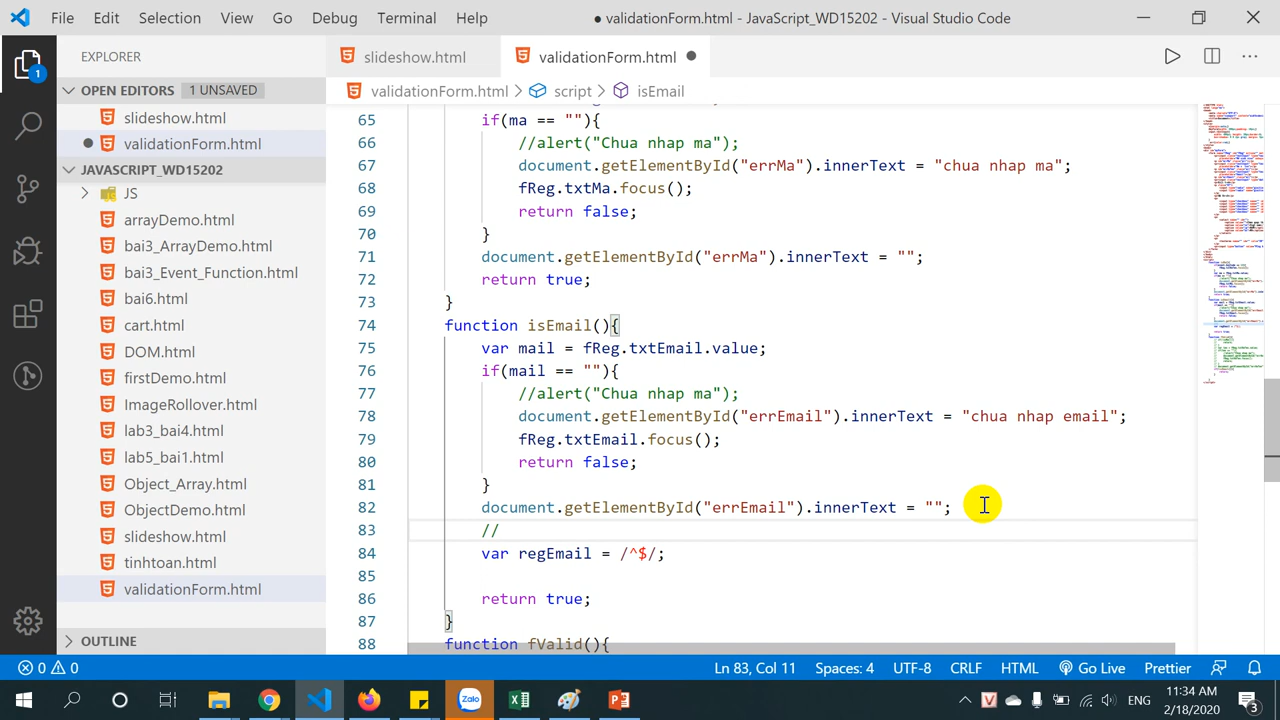 File Edit Selection View Go Debug Terminal Help
● validationForm.html - JavaScript_WD15202 - Visual Studio Code
EXPLORER
OPEN EDITORS 1 UNSAVED
slideshow.html
validationForm.html
JAVASCRIPT_WD15202
JS
arrayDemo.html
bai3_ArrayDemo.html
bai3_Event_Function.html
bai6.html
cart.html
DOM.html
firstDemo.html
ImageRollover.html
lab3_bai4.html
lab5_bai1.html
Object_Array.html
ObjectDemo.html
slideshow.html
tinhtoan.html
validationForm.html
OUTLINE
1
slideshow.html validationForm.html
validationForm.html > script > isEmail
65 if(ma == ""){
66 //alert("Chua nhap ma");
67 document.getElementById("errMa").innerText = "chua nhap ma";
68 fReg.txtMa.focus();
69 return false;
70 }
71 document.getElementById("errMa").innerText = "";
72 return true;
73 }
74 function isEmail(){
75 var mail = fReg.txtEmail.value;
76 if(mail == ""){
77 //alert("Chua nhap ma");
78 document.getElementById("errEmail").innerText = "chua nhap email";
79 fReg.txtEmail.focus();
80 return false;
81 }
82 document.getElementById("errEmail").innerText = "";
83 //
84 var regEmail = /^$/;
85
86 return true;
87 }
88 function fValid(){
0 0 Ln 83, Col 11 Spaces: 4 UTF-8 CRLF HTML Go Live Prettier
Zalo
ENG
11:34 AM
2/18/2020
3